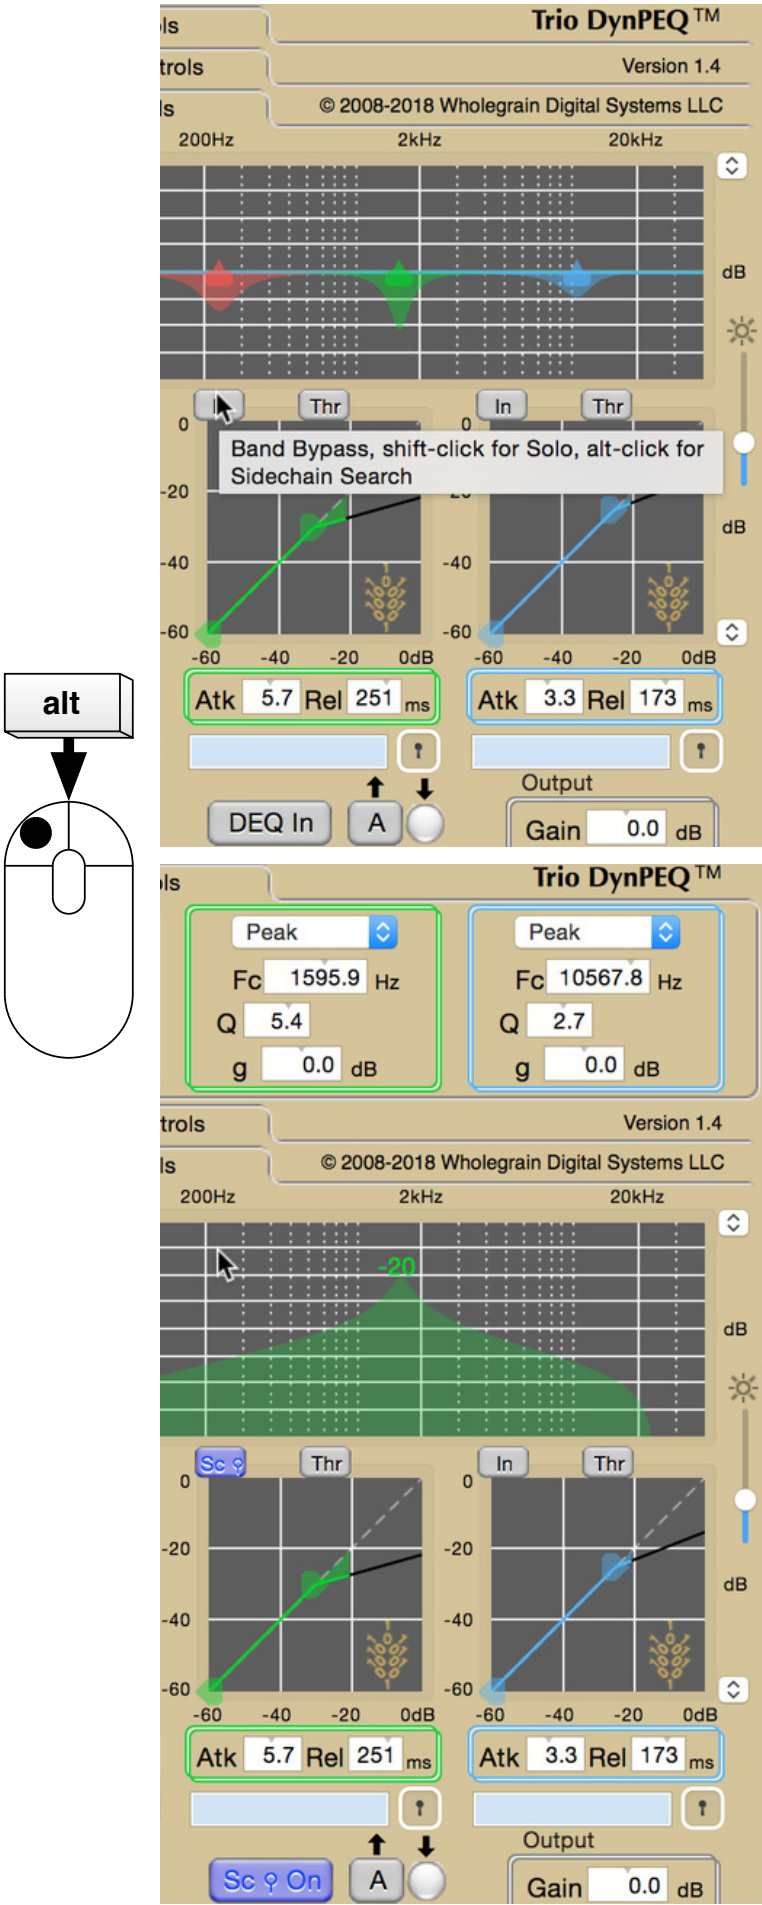 ls
Trio DynPEQ™
trols
Version 1.4
ls
© 2008-2018 Wholegrain Digital Systems LLC
200Hz 2kHz 20kHz
dB
Thr In Thr
0 0
Band Bypass, shift-click for Solo, alt-click for
Sidechain Search
-20 -20
dB
-40 -40
-60 -60
-60 -40 -20 0dB -60 -40 -20 0dB
alt
Atk 5.7 Rel 251 ms Atk 3.3 Rel 173 ms
Output
DEQ In A Gain 0.0 dB
ls
Trio DynPEQ™
Peak Peak
Fc 1595.9 Hz Fc 10567.8 Hz
Q 5.4 Q 2.7
g 0.0 dB g 0.0 dB
trols
Version 1.4
ls
© 2008-2018 Wholegrain Digital Systems LLC
200Hz 2kHz 20kHz
-20
dB
Sc Thr In Thr
0 0
-20 -20
dB
-40 -40
-60 -60
-60 -40 -20 0dB -60 -40 -20 0dB
Atk 5.7 Rel 251 ms Atk 3.3 Rel 173 ms
Output
Sc On A Gain 0.0 dB